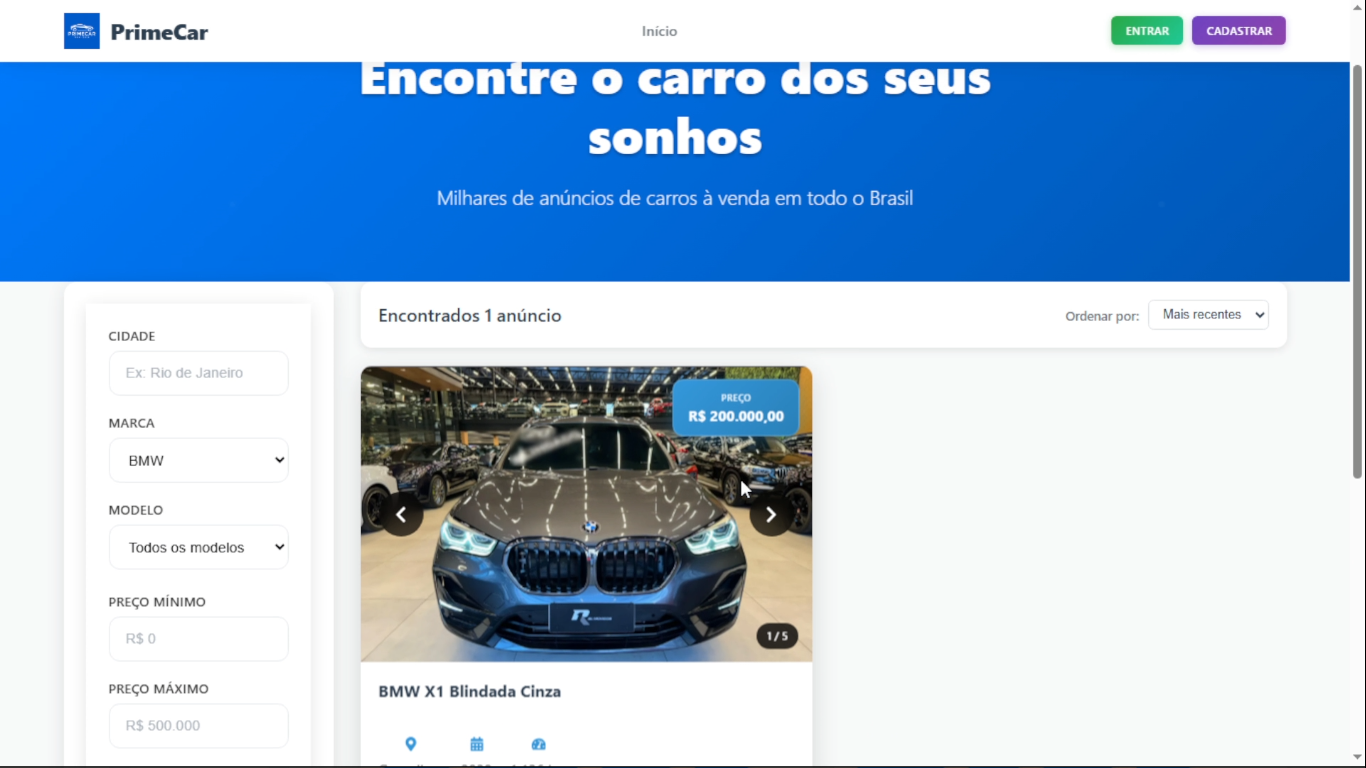 PRIMECAR
PrimeCar
Início
ENTRAR
CADASTRAR
Encontre o carro dos seus
sonhos
Milhares de anúncios de carros à venda em todo o Brasil
CIDADE
Ex: Rio de Janeiro
MARCA
BMW
MODELO
Todos os modelos
PREÇO MÍNIMO
R$ 0
PREÇO MÁXIMO
R$ 500.000
Encontrados 1 anúncio
Ordenar por:
Mais recentes
PREÇO
R$ 200.000,00
1 / 5
BMW X1 Blindada Cinza